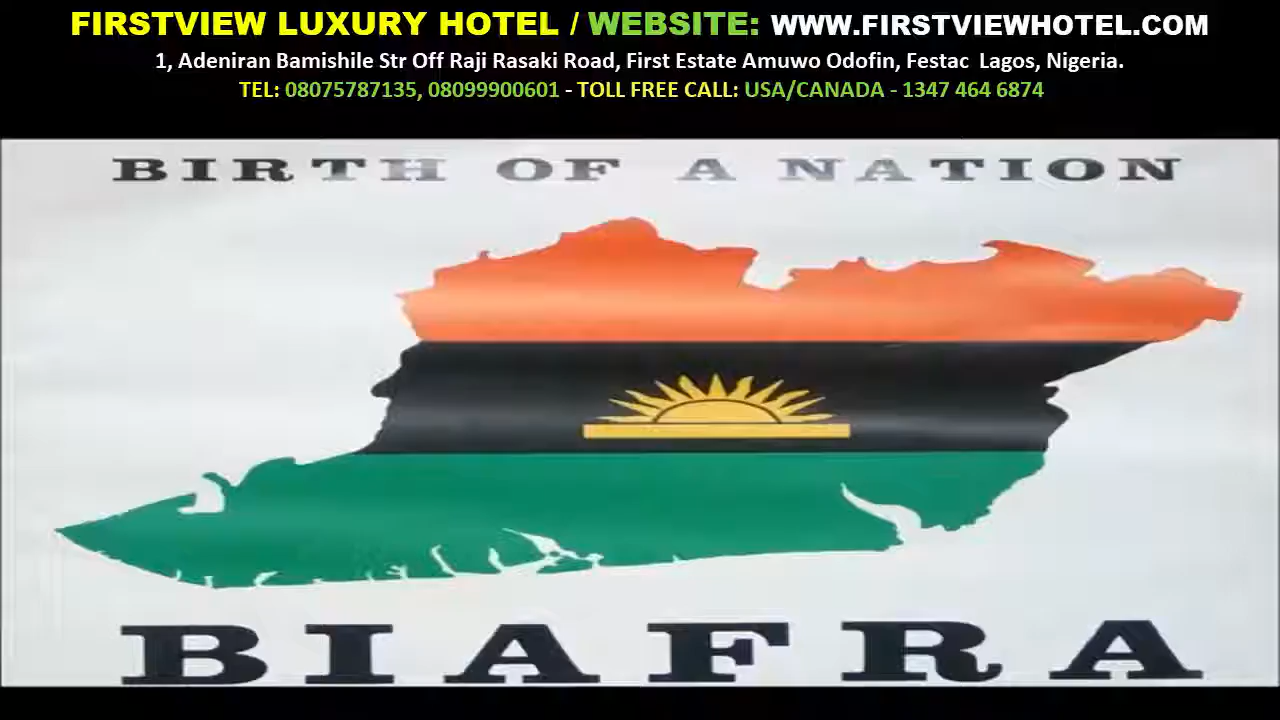 FIRSTVIEW LUXURY HOTEL / WEBSITE: WWW.FIRSTVIEWHOTEL.COM
1, Adeniran Bamishile Str Off Raji Rasaki Road, First Estate Amuwo Odofin, Festac Lagos, Nigeria.
TEL: 08075787135, 08099900601 - TOLL FREE CALL: USA/CANADA - 1347 464 6874
BIRTH OF A NATION
BIAFRA